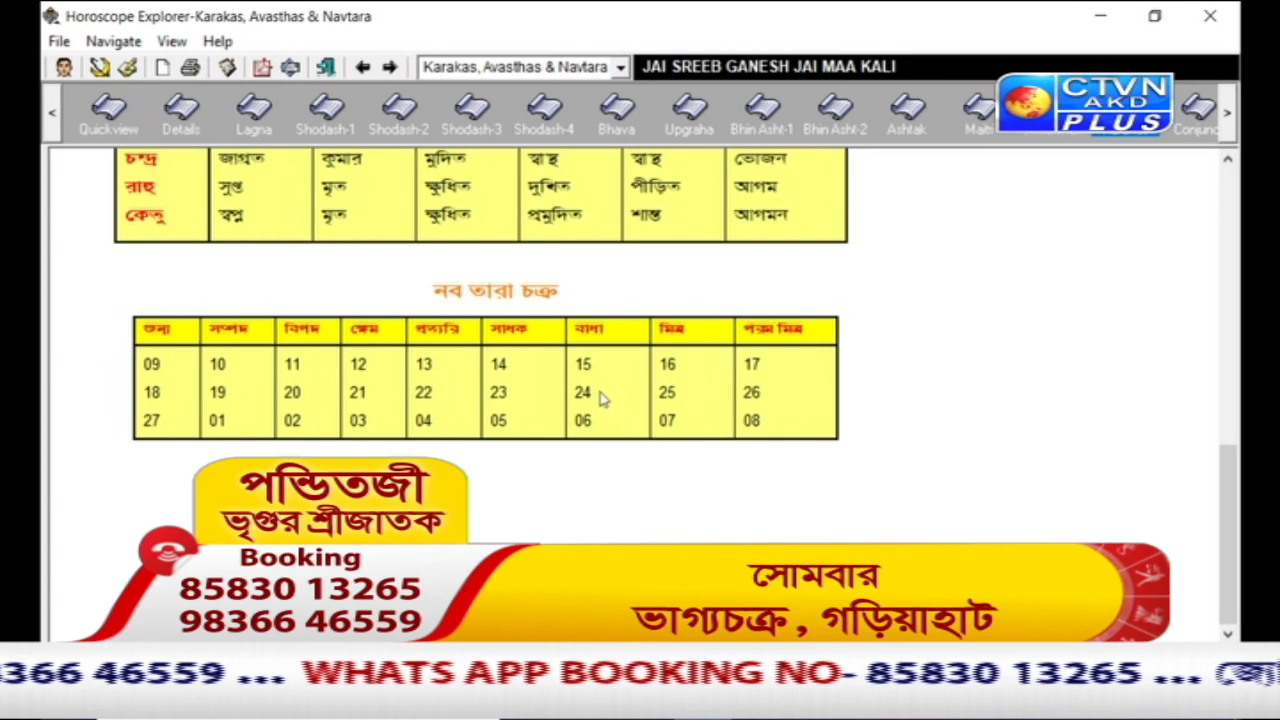 Horoscope Explorer-Karakas, Avasthas & Navtara
File Navigate View Help
Karakas, Avasthas & Navtara JAI SREEB GANESH JAI MAA KALI
CTVN
AKD
PLUS
Quickview Details Lagna Shodash-1 Shodash-2 Shodash-3 Shodash-4 Bhava Upgraha Bhin Asht-1 Bhin Asht-2 Ashtak Maitri Conjunc
চন্দ্র জাগ্রত কুমার মুদিত স্বাস্থ স্বাস্থ ভোজন
রাহু সুপ্ত মৃত ক্ষুধিত দুখিত পীড়িত আগম
কেতু স্বপ্ন মৃত ক্ষুধিত প্রমুদিত শান্ত আগমন
নব তারা চক্র
সম্পদ বিপদ ক্ষেম প্রত্যরি সাধক বাধা মিত্র পরম মিত্র
09 10 11 12 13 14 15 16 17
18 19 20 21 22 23 24 25 26
27 01 02 03 04 05 06 07 08
পন্ডিতজী
ভৃগুর শ্রীজাতক
Booking
85830 13265
98366 46559
সোমবার
ভাগ্যচক্র , গড়িয়াহাট
366 46559 ... WHATS APP BOOKING NO- 85830 13265 ... জ্যো